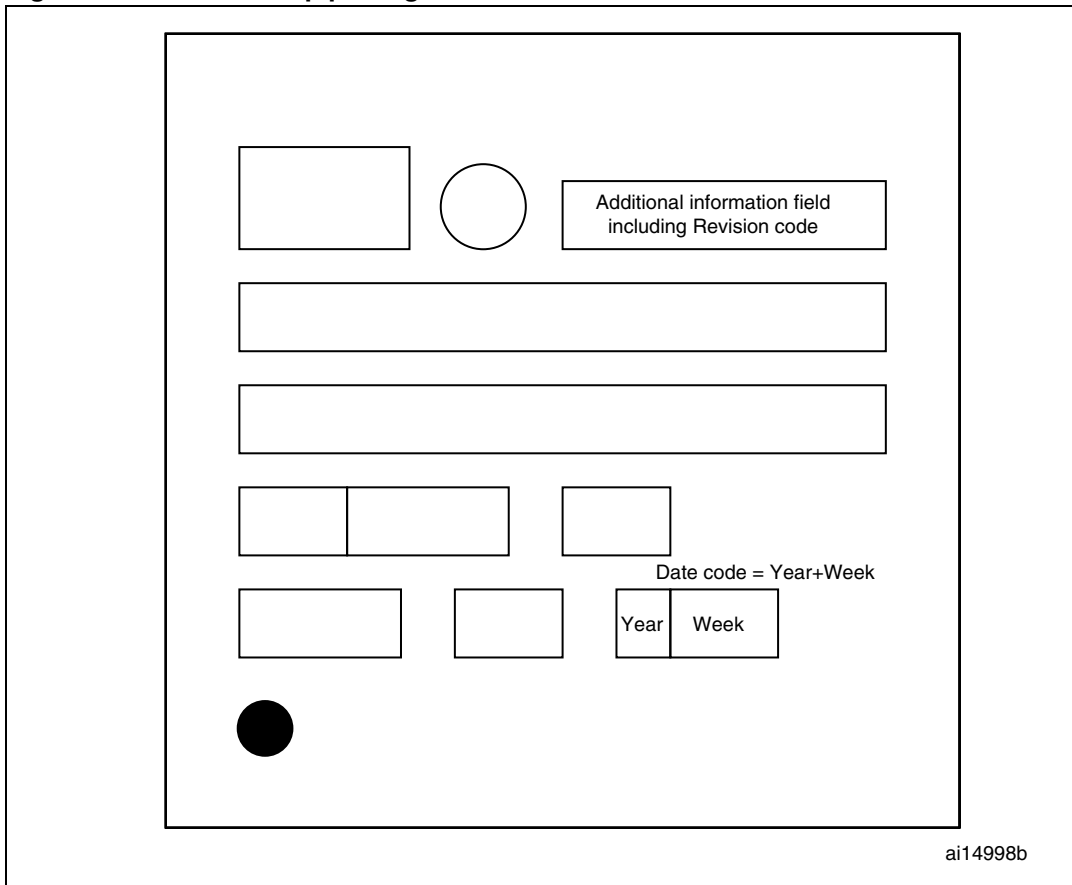 Additional information field
including Revision code
Date code = Year+Week
Year Week
ai14998b